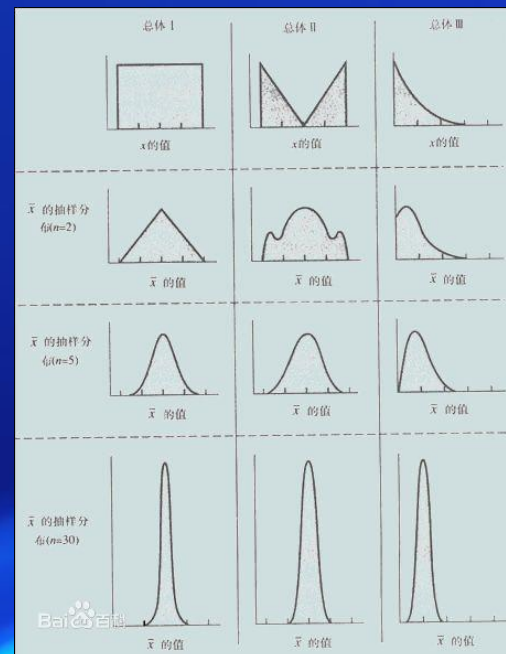 总体 I
总体 II
总体 III
x的值
x的值
x的值
x̄ 的抽样分
布(n=2)
x̄ 的值
x̄ 的值
x̄ 的值
x̄ 的抽样分
布(n=5)
x̄ 的值
x̄ 的值
x̄ 的值
x̄ 的抽样分
布(n=30)
x̄ 的值
x̄ 的值
x̄ 的值
Bai百科